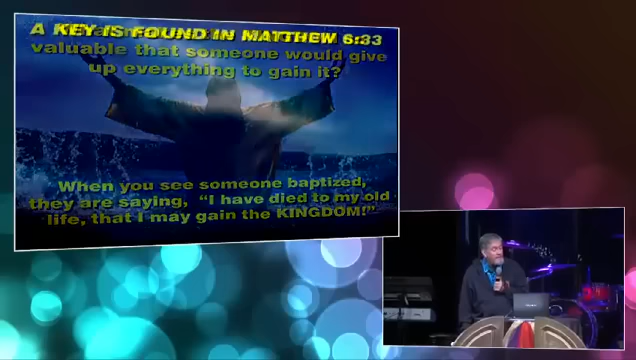 A KEY IS FOUND IN MATTHEW 6:33
valuable that someone would give
up everything to gain it?
When you see someone baptized,
they are saying, "I have died to my old
life, that I may gain the KINGDOM!"